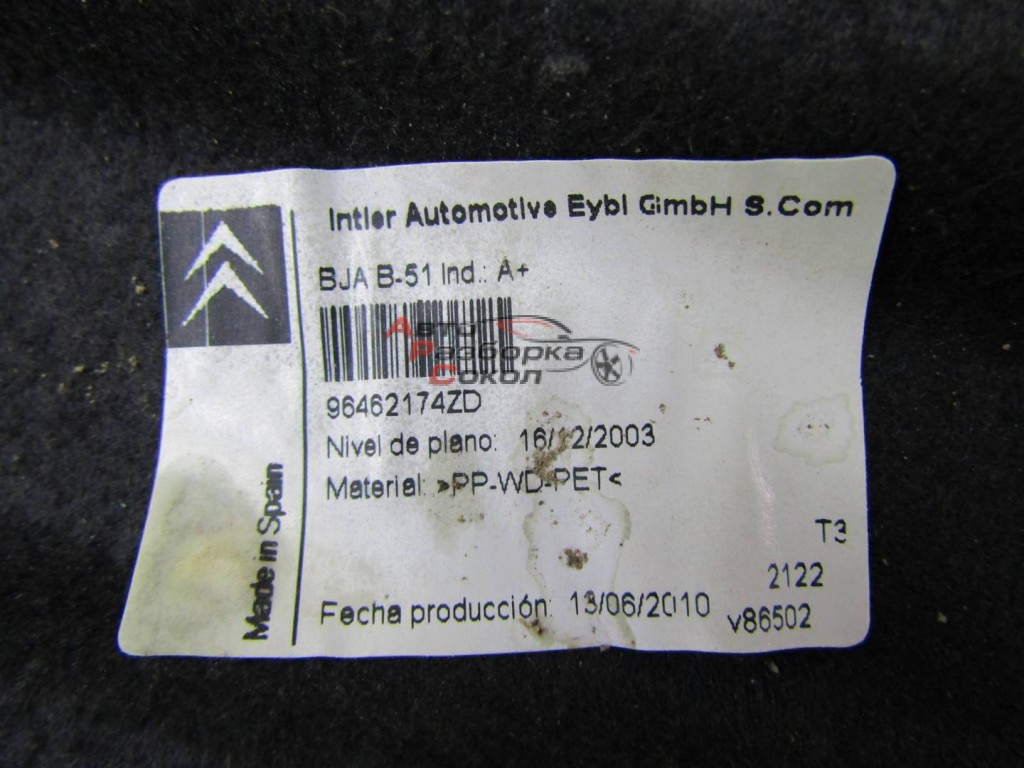 Intier Automotive Eybl GmbH S.Com
BJA B-51 Ind.: A+
Авто
Разборка
Сокол
96462174ZD
Nivel de plano: 16/12/2003
Material: >PP-WD-PET<
Made in Spain
T3
2122
Fecha producción: 13/06/2010
v86502